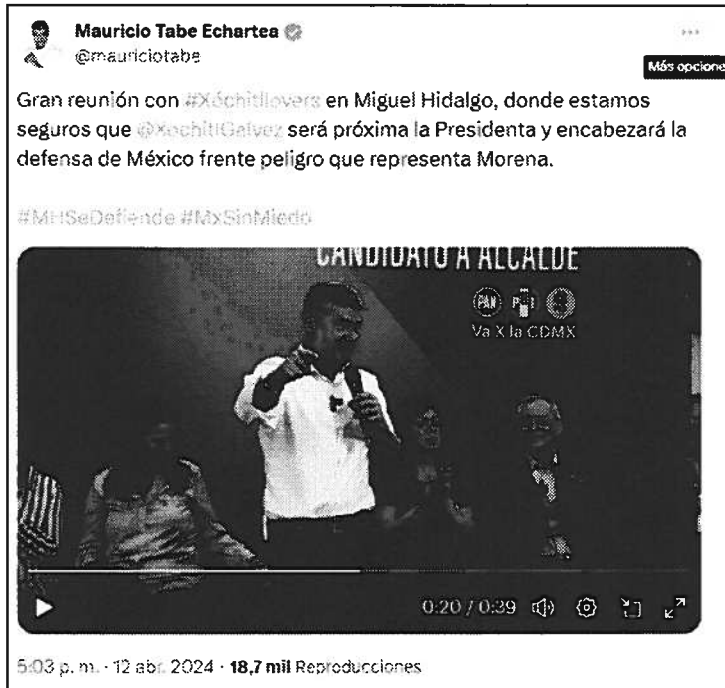 Mauricio Tabe Echartea
@mauriciotabe
Más opcione
Gran reunión con #Xóchitllovers en Miguel Hidalgo, donde estamos
seguros que @XochitlGalvez será próxima la Presidenta y encabezará la
defensa de México frente peligro que representa Morena.
#MHSeDefiende #MxSinMiedo
CANDIDATO A ALCALDE
PAN
Va X la CDMX
0:20 / 0:39
5:03 p. m. · 12 abr. 2024 · 18,7 mil Reproducciones